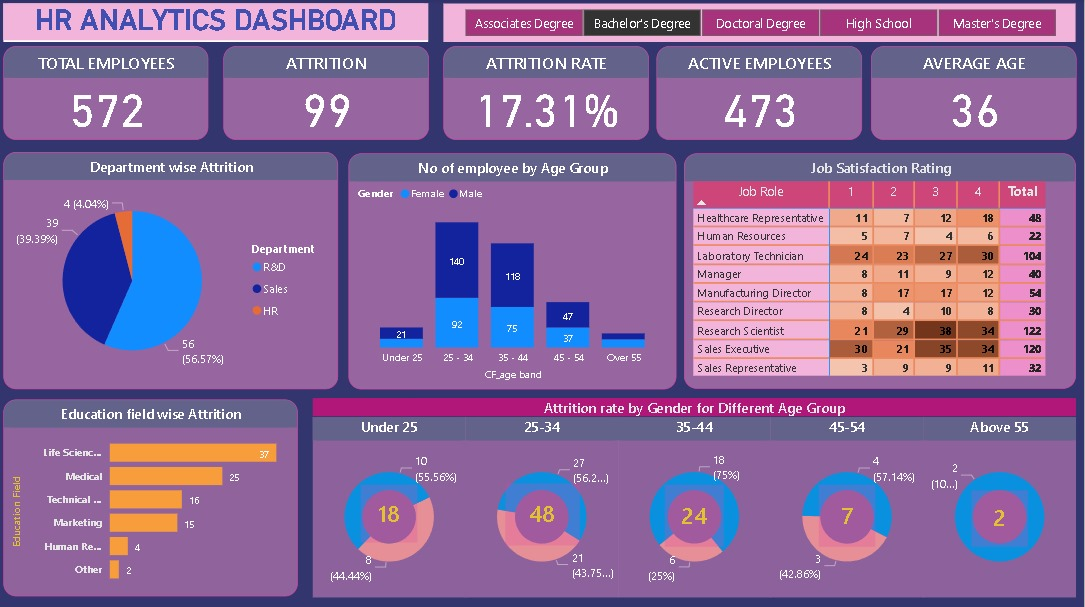 HR ANALYTICS DASHBOARD
Associates Degree
Bachelor's Degree
Doctoral Degree
High School
Master's Degree
TOTAL EMPLOYEES
572
ATTRITION
99
ATTRITION RATE
17.31%
ACTIVE EMPLOYEES
473
AVERAGE AGE
36
Department wise Attrition
4 (4.04%)
39
(39.39%)
56
(56.57%)
Department
R&D
Sales
HR
No of employee by Age Group
Gender Female Male
21
140
92
118
75
47
37
Under 25
25 - 34
35 - 44
45 - 54
Over 55
CF_age band
Job Satisfaction Rating
Job Role 1 2 3 4 Total
Healthcare Representative 11 7 12 18 48
Human Resources 5 7 4 6 22
Laboratory Technician 24 23 27 30 104
Manager 8 11 9 12 40
Manufacturing Director 8 17 17 12 54
Research Director 8 4 10 8 30
Research Scientist 21 29 38 34 122
Sales Executive 30 21 35 34 120
Sales Representative 3 9 9 11 32
Education field wise Attrition
Education Field
Life Scienc... 37
Medical 25
Technical ... 16
Marketing 15
Human Re... 4
Other 2
Attrition rate by Gender for Different Age Group
Under 25
25-34
35-44
45-54
Above 55
10
(55.56%)
18
8
(44.44%)
27
(56.2...)
48
21
(43.75...)
18
(75%)
24
6
(25%)
4
(57.14%)
7
3
(42.86%)
2
(10...)
2